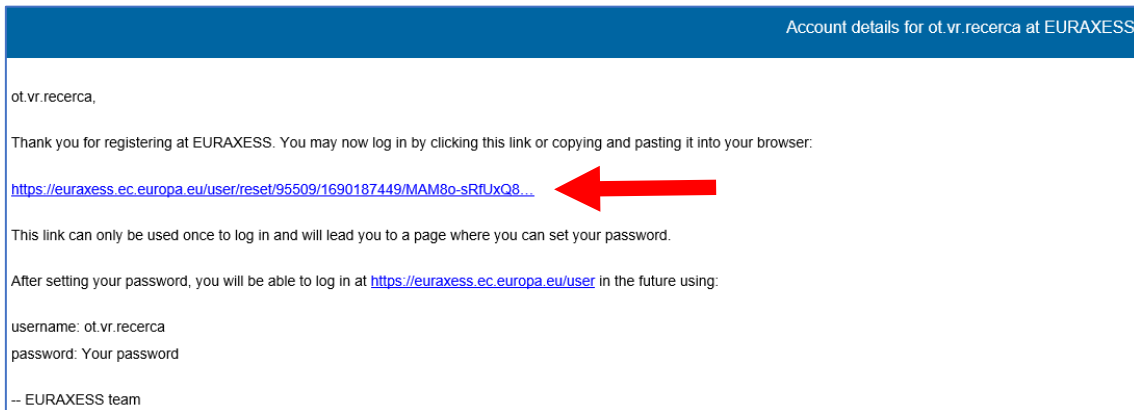 Account details for ot.vr.recerca at EURAXESS
ot.vr.recerca,
Thank you for registering at EURAXESS. You may now log in by clicking this link or copying and pasting it into your browser:
https://euraxess.ec.europa.eu/user/reset/95509/1690187449/MAM8o-sRfUxQ8...
This link can only be used once to log in and will lead you to a page where you can set your password.
After setting your password, you will be able to log in at https://euraxess.ec.europa.eu/user in the future using:
username: ot.vr.recerca
password: Your password
-- EURAXESS team